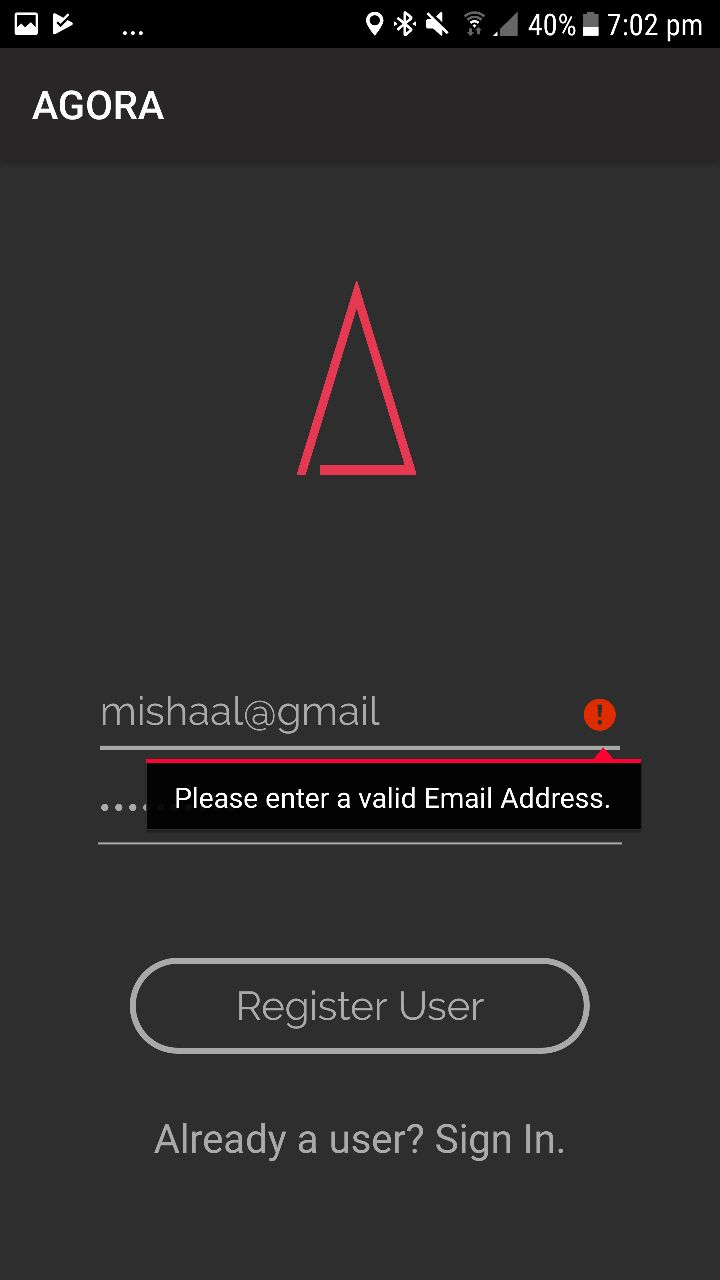 ... 40% 7:02 pm
AGORA
mishaal@gmail
Please enter a valid Email Address.
Register User
Already a user? Sign In.